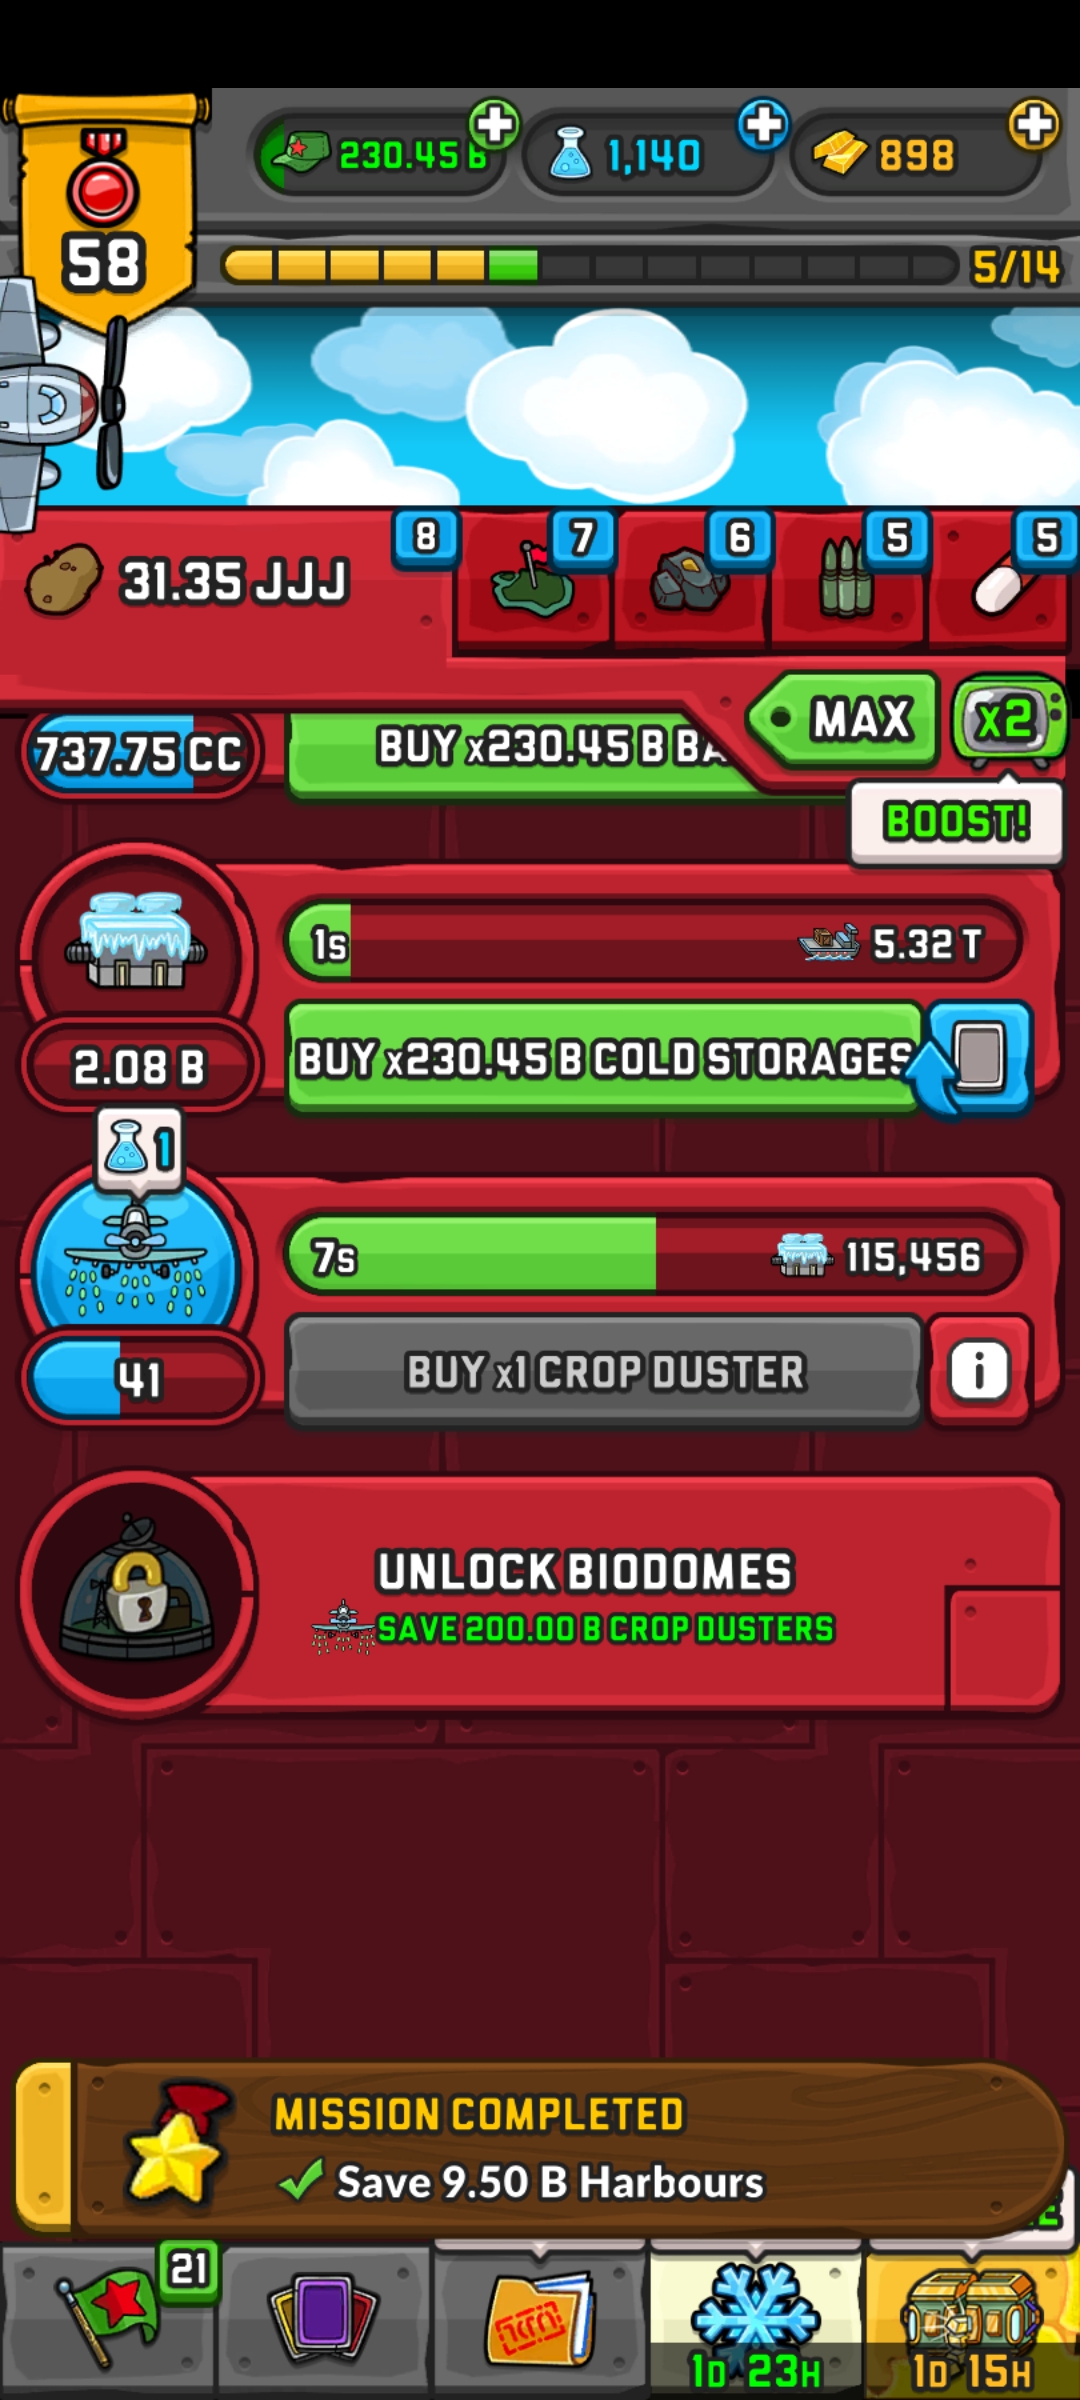 230.45 B
1,140
898
58
5/14
31.35 JJJ
8
7
6
5
5
MAX
x2
737.75 CC
BUY x230.45 B
BOOST!
1s
5.32 T
2.08 B
BUY x230.45 B COLD STORAGES
1
7s
115,456
41
BUY x1 CROP DUSTER
i
UNLOCK BIODOMES
SAVE 200.00 B CROP DUSTERS
MISSION COMPLETED
Save 9.50 B Harbours
21
1D 23H
1D 15H